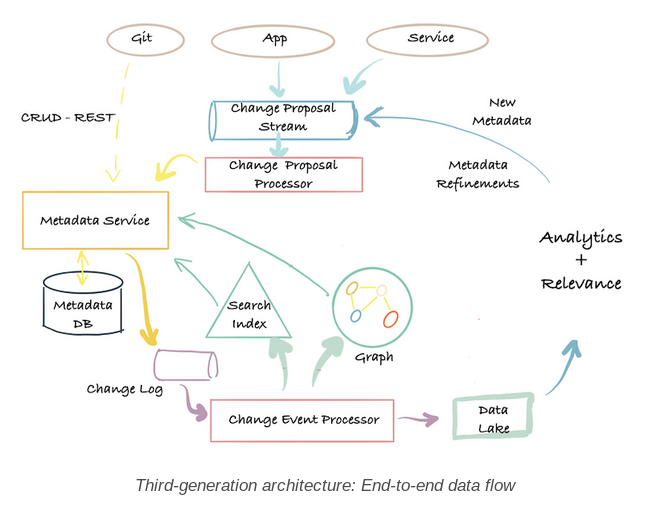 Git
App
Service
CRUD - REST
Change Proposal
Stream
New
Metadata
Change Proposal
Processor
Metadata
Refinements
Metadata Service
Analytics
+
Relevance
Metadata
DB
Search
Index
Graph
Change Log
Change Event Processor
Data
Lake
Third-generation architecture: End-to-end data flow